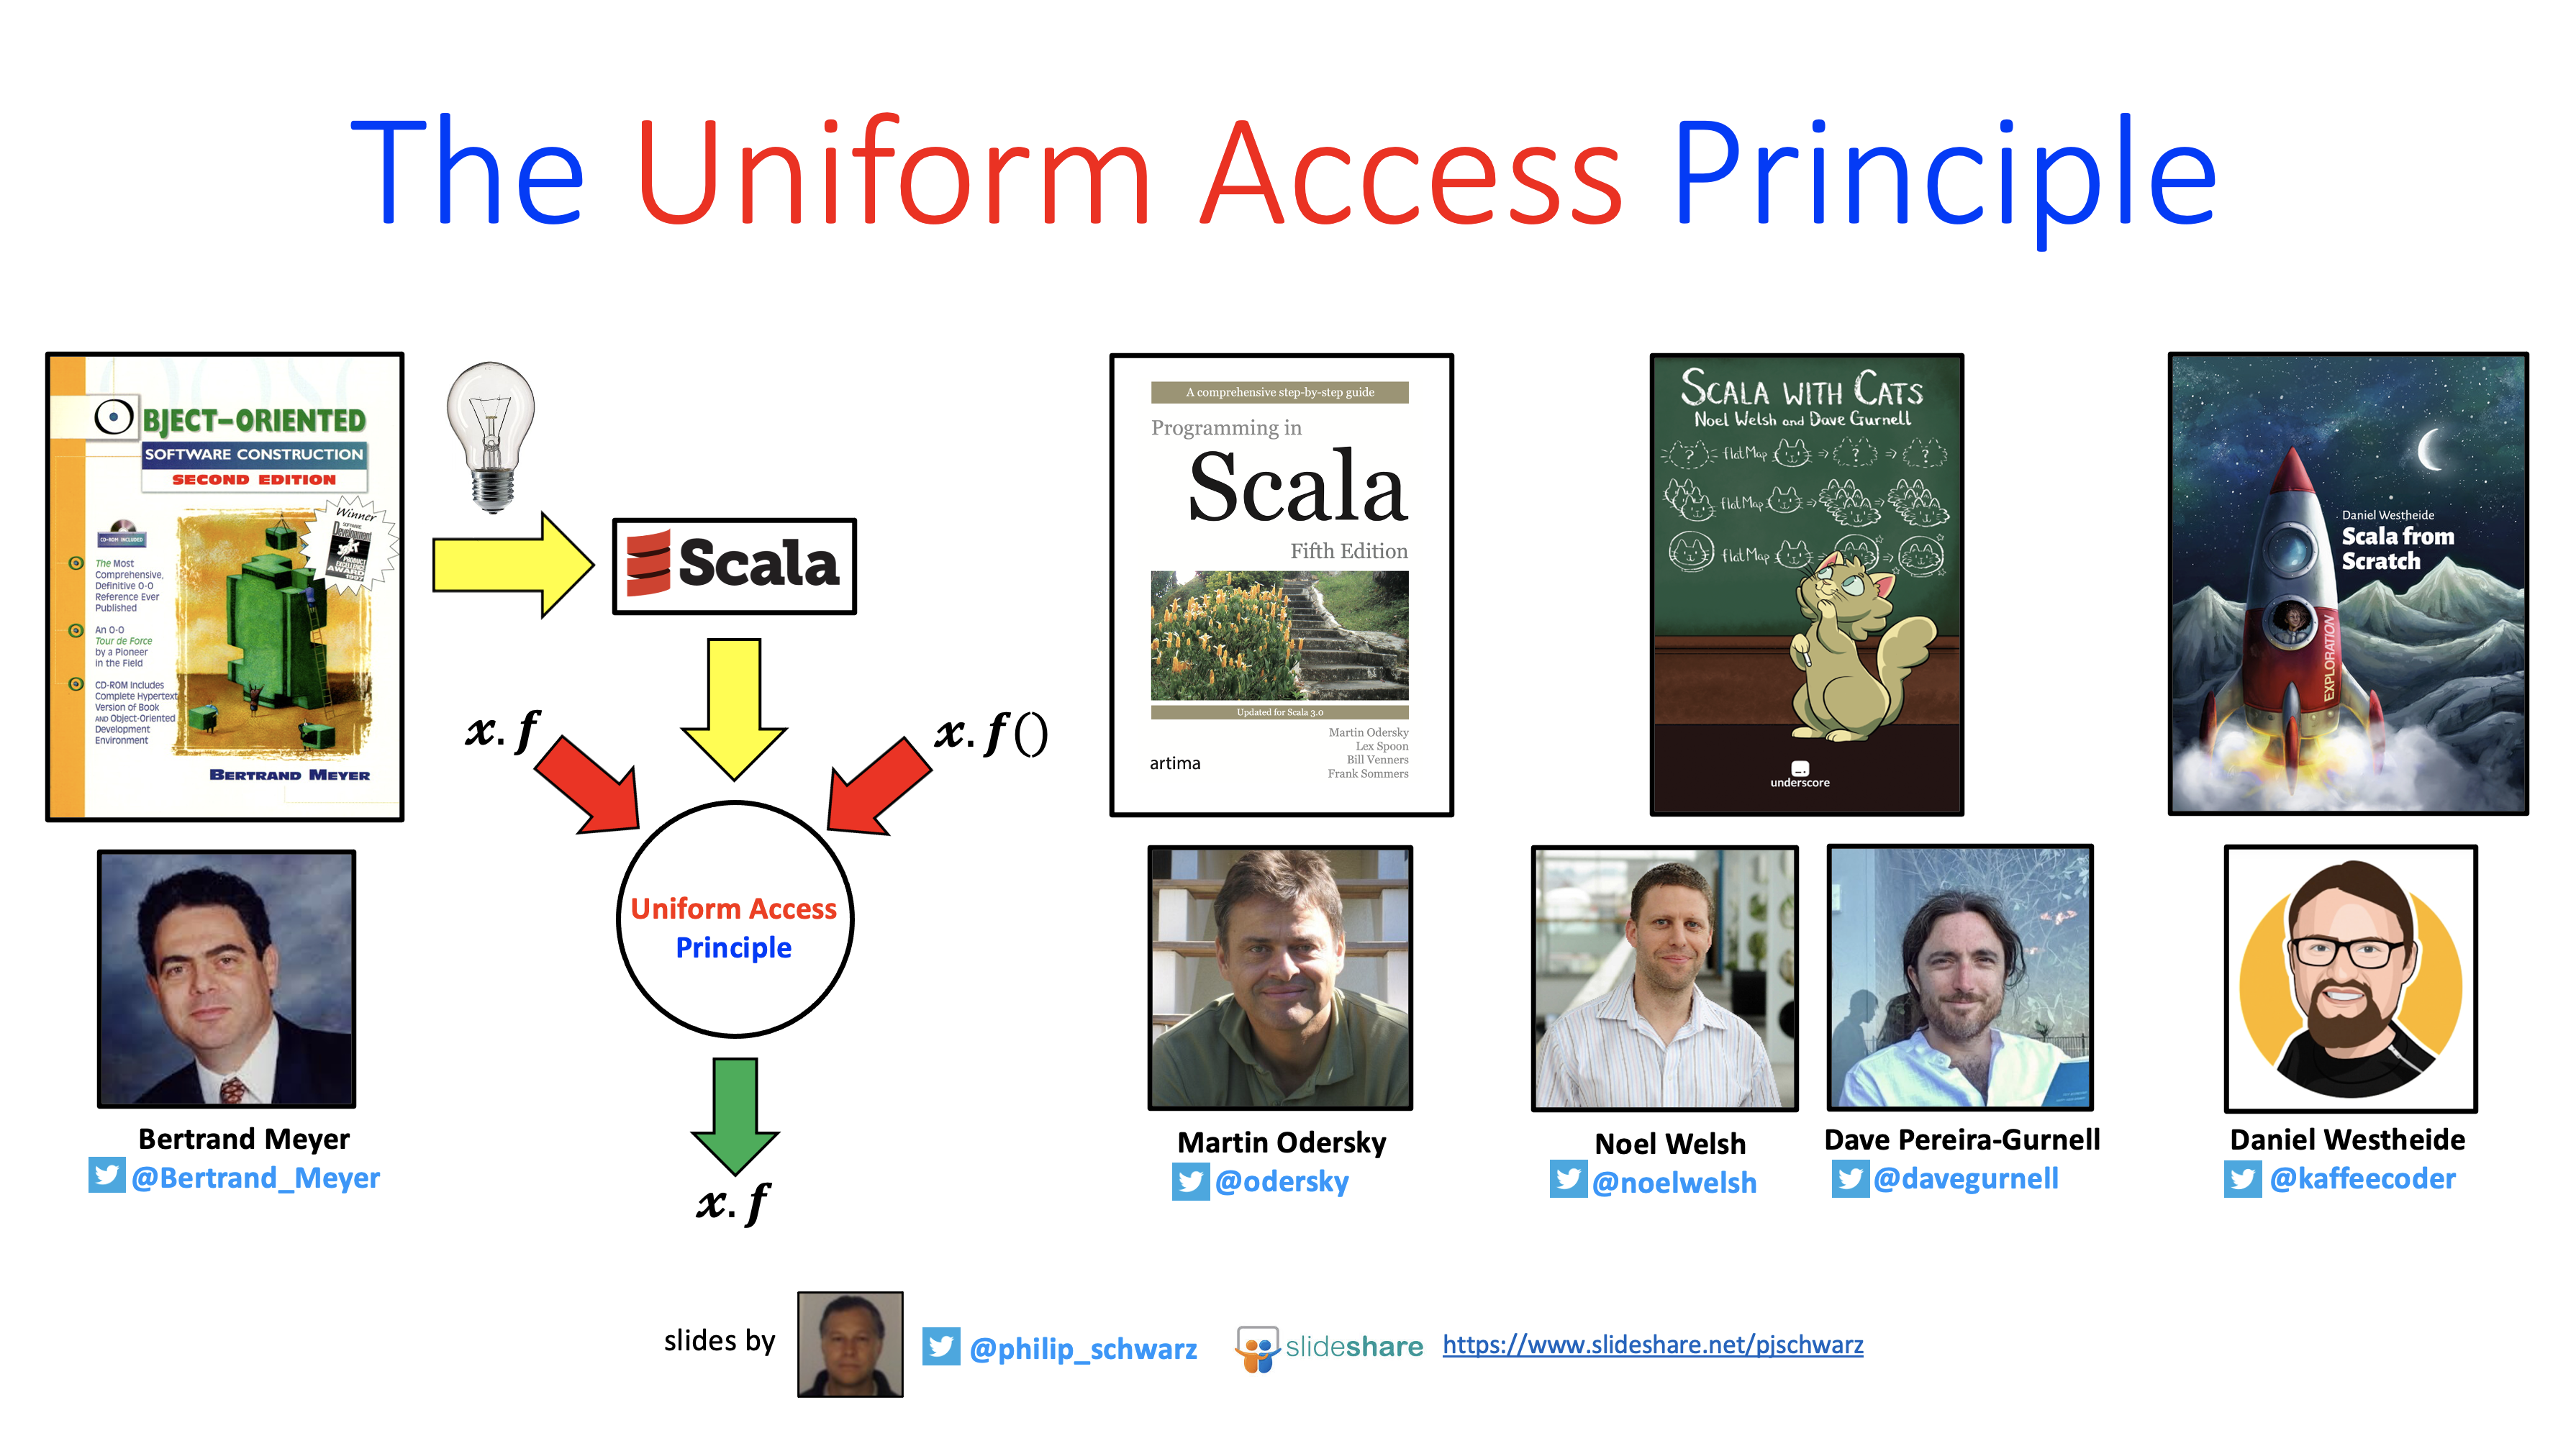 The Uniform Access Principle
OBJECT-ORIENTED
SOFTWARE CONSTRUCTION
SECOND EDITION
Winner
SOFTWARE
Development
AWARD
1997
CD-ROM INCLUDED
The Most
Comprehensive,
Definitive O-O
Reference Ever
Published
An O-O
Tour de Force
by a Pioneer
in the Field
CD-ROM Includes
Complete Hypertext
Version of Book
AND Object-Oriented
Development
Environment
BERTRAND MEYER
Bertrand Meyer
@Bertrand_Meyer
Scala
x.f
x.f()
Uniform Access
Principle
x.f
A comprehensive step-by-step guide
Programming in
Scala
Fifth Edition
Updated for Scala 3.0
Martin Odersky
Lex Spoon
Bill Venners
Frank Sommers
artima
Martin Odersky
@odersky
SCALA WITH CATS
Noel Welsh and Dave Gurnell
? flatMap ⇒ ? ⇒ ?
flatMap ⇒ ⇒
flatMap ⇒ ⇒
underscore
Noel Welsh
@noelwelsh
Dave Pereira-Gurnell
@davegurnell
Daniel Westheide
Scala from
Scratch
EXPLORATION
Daniel Westheide
@kaffeecoder
slides by
@philip_schwarz
slideshare
https://www.slideshare.net/pjschwarz